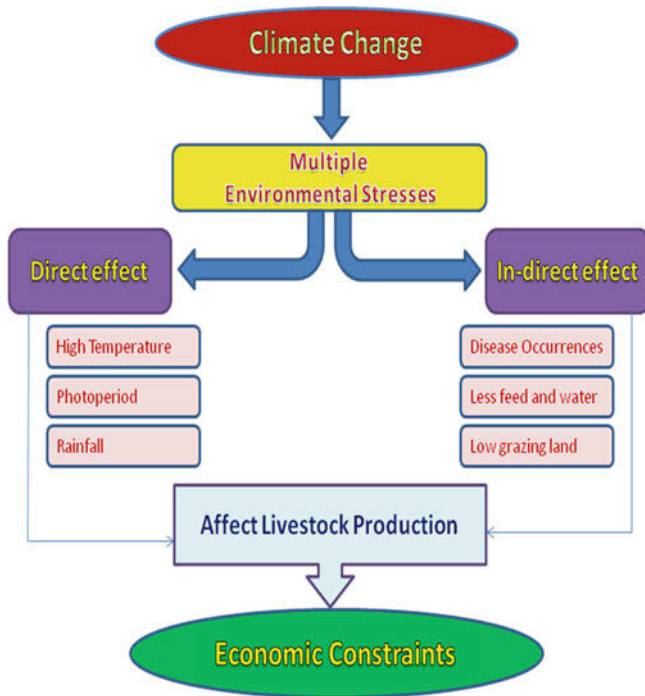 Climate Change
Multiple
Environmental Stresses
Direct effect
In-direct effect
High Temperature
Photoperiod
Rainfall
Disease Occurrences
Less feed and water
Low grazing land
Affect Livestock Production
Economic Constraints